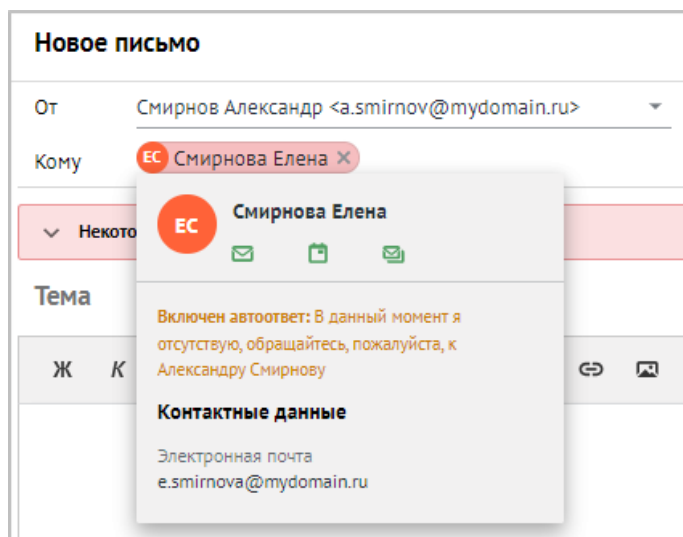 Новое письмо
От Смирнов Александр <a.smirnov@mydomain.ru>
Кому ЕС Смирнова Елена ×
ЕС Смирнова Елена
Тема
Включен автоответ: В данный момент я
отсутствую, обращайтесь, пожалуйста, к
Александру Смирнову
Ж К
Контактные данные
Электронная почта
e.smirnova@mydomain.ru